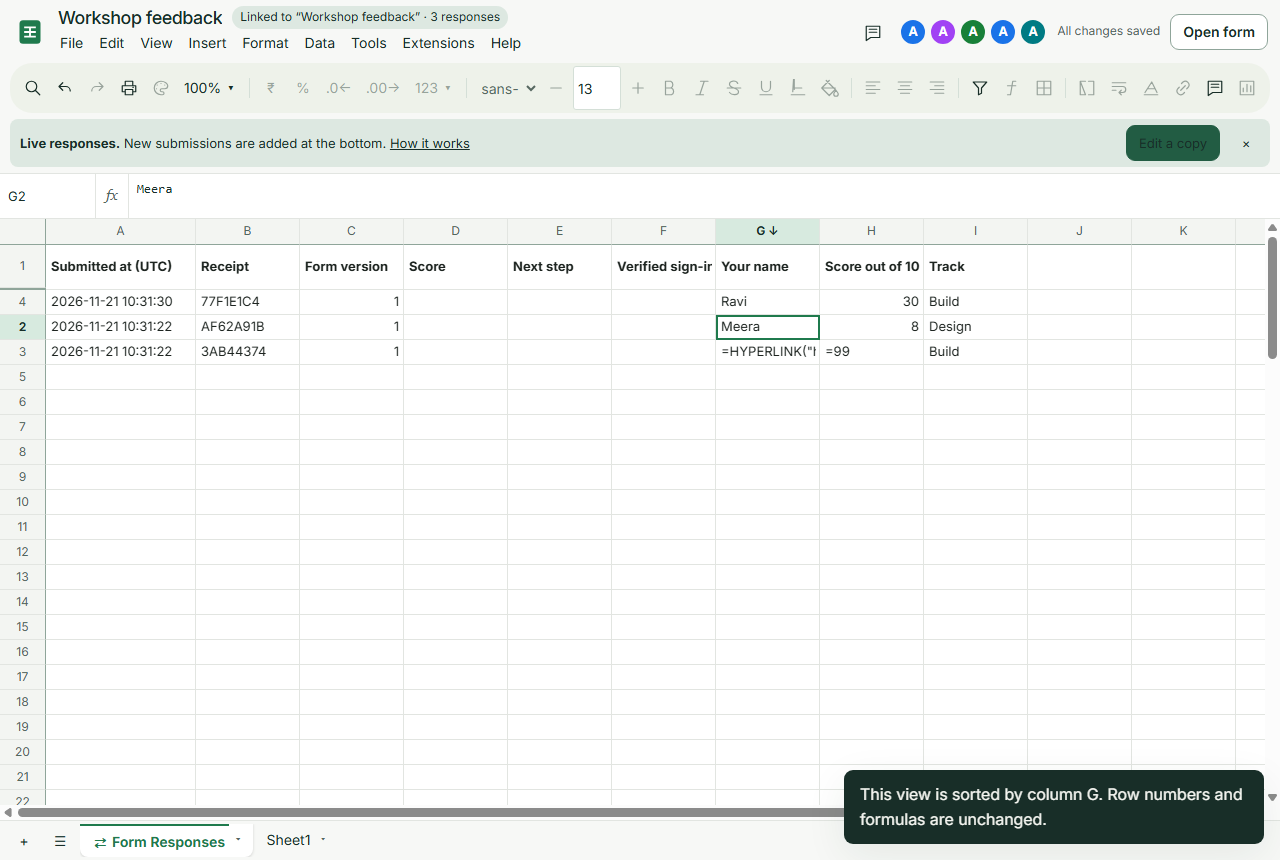 Workshop feedback Linked to “Workshop feedback” · 3 responses
File Edit View Insert Format Data Tools Extensions Help
A A A A A All changes saved Open form
100% ▾ ₹ % .0← .00→ 123 ▾ sans- 13 B I S U
Live responses. New submissions are added at the bottom. How it works Edit a copy ×
G2 fx Meera
A B C D E F G ↓ H I J K
1 Submitted at (UTC) Receipt Form version Score Next step Verified sign-in Your name Score out of 10 Track
4 2026-11-21 10:31:30 77F1E1C4 1 Ravi 30 Build
2 2026-11-21 10:31:22 AF62A91B 1 Meera 8 Design
3 2026-11-21 10:31:22 3AB44374 1 =HYPERLINK("h =99 Build
5
6
7
8
9
10
11
12
13
14
15
16
17
18
19
20
21
22
This view is sorted by column G. Row numbers and
formulas are unchanged.
+ ☰ ⇄ Form Responses Sheet1